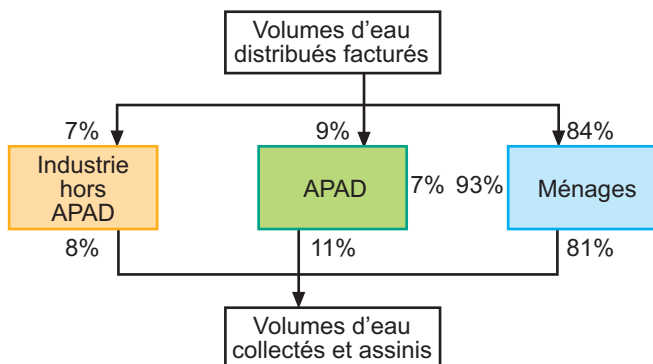 Volumes d'eau
distribués facturés
7%
9%
84%
Industrie
hors
APAD
APAD
7%
93%
Ménages
8%
11%
81%
Volumes d'eau
collectés et assinis